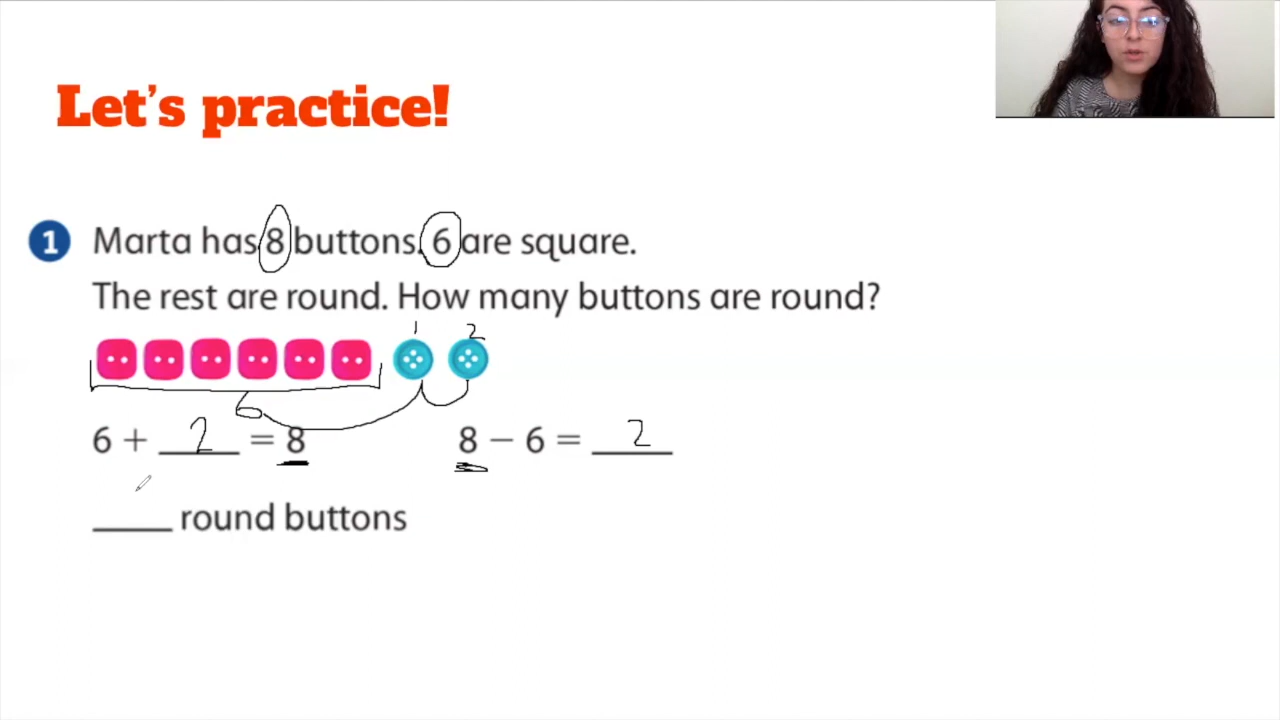 Let's practice!
1 Marta has 8 buttons. 6 are square.
The rest are round. How many buttons are round?
1 2
6
6 + 2 = 8 8 − 6 = 2
____ round buttons